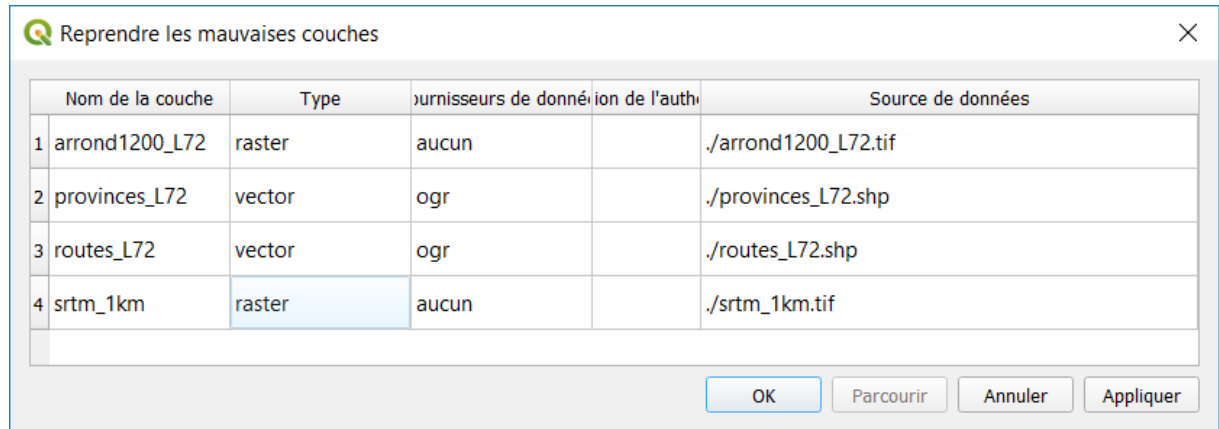 Reprendre les mauvaises couches
Nom de la couche Type ournisseurs de donné ion de l'auth Source de données
1 arrond1200_L72 raster aucun ./arrond1200_L72.tif
2 provinces_L72 vector ogr ./provinces_L72.shp
3 routes_L72 vector ogr ./routes_L72.shp
4 srtm_1km raster aucun ./srtm_1km.tif
OK Parcourir Annuler Appliquer